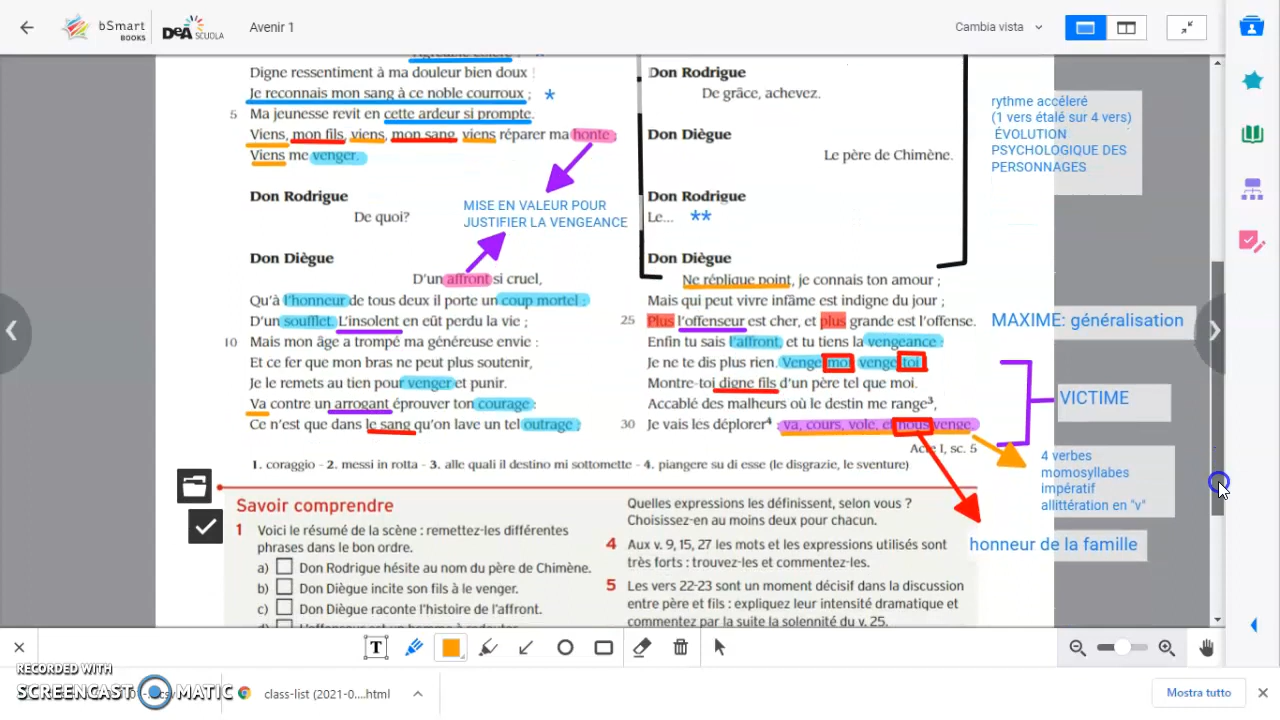 bSmart BOOKS DEA SCUOLA Avenir 1 Cambia vista
Agréable colère ! *
Digne ressentiment à ma douleur bien doux !
Je reconnais mon sang à ce noble courroux ; *
5 Ma jeunesse revit en cette ardeur si prompte.
Viens, mon fils, viens, mon sang, viens réparer ma honte ;
Viens me venger.
Don Rodrigue
De quoi?
MISE EN VALEUR POUR
JUSTIFIER LA VENGEANCE
Don Diègue
D'un affront si cruel,
Qu'à l'honneur de tous deux il porte un coup mortel :
D'un soufflet. L'insolent en eût perdu la vie ;
10 Mais mon âge a trompé ma généreuse envie :
Et ce fer que mon bras ne peut plus soutenir,
Je le remets au tien pour venger et punir.
Va contre un arrogant éprouver ton courage:
Ce n'est que dans le sang qu'on lave un tel outrage ;
Don Rodrigue
De grâce, achevez.
Don Diègue
Le père de Chimène.
Don Rodrigue
Le... **
Don Diègue
Ne réplique point, je connais ton amour ;
Mais qui peut vivre infâme est indigne du jour ;
25 Plus l'offenseur est cher, et plus grande est l'offense.
Enfin tu sais l'affront, et tu tiens la vengeance :
Je ne te dis plus rien. Venge moi venge toi
Montre-toi digne fils d'un père tel que moi.
Accablé des malheurs où le destin me range³,
30 Je vais les déplorer⁴ : va, cours, vole, et nous venge.
Acte I, sc. 5
rythme accéleré
(1 vers étalé sur 4 vers)
ÉVOLUTION
PSYCHOLOGIQUE DES
PERSONNAGES
MAXIME: généralisation
VICTIME
4 verbes
momosyllabes
impératif
allittération en "v"
honneur de la famille
1. coraggio - 2. messi in rotta - 3. alle quali il destino mi sottomette - 4. piangere su di esse (le disgrazie, le sventure)
Savoir comprendre
1 Voici le résumé de la scène : remettez-les différentes
phrases dans le bon ordre.
a) Don Rodrigue hésite au nom du père de Chimène.
b) Don Diègue incite son fils à le venger.
c) Don Diègue raconte l'histoire de l'affront.
Quelles expressions les définissent, selon vous ?
Choisissez-en au moins deux pour chacun.
4 Aux v. 9, 15, 27 les mots et les expressions utilisés sont
très forts : trouvez-les et commentez-les.
5 Les vers 22-23 sont un moment décisif dans la discussion
entre père et fils : expliquez leur intensité dramatique et
commentez par la suite la solennité du v. 25.
T
RECORDED WITH
SCREENCAST MATIC
class-list (2021-0....html
Mostra tutto